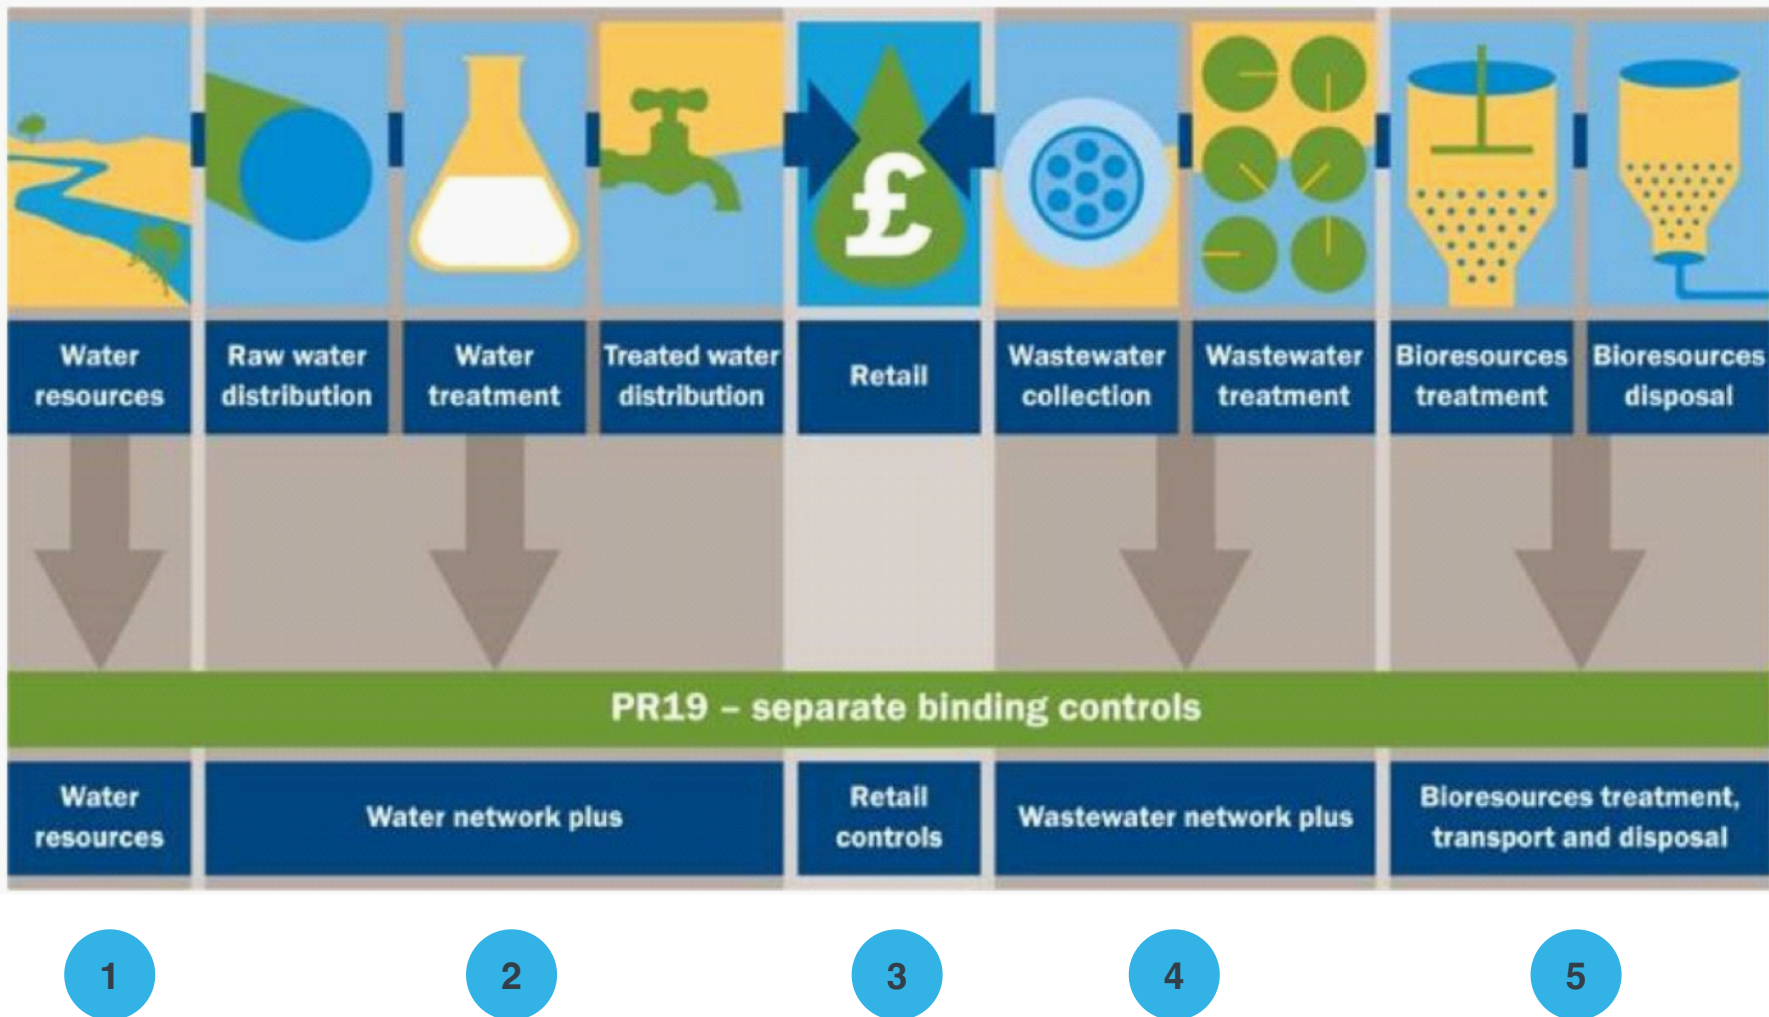 £
Water
resources
Raw water
distribution
Water
treatment
Treated water
distribution
Retail
Wastewater
collection
Wastewater
treatment
Bioresources
treatment
Bioresources
disposal
PR19 – separate binding controls
Water
resources
Water network plus
Retail
controls
Wastewater network plus
Bioresources treatment,
transport and disposal
1
2
3
4
5